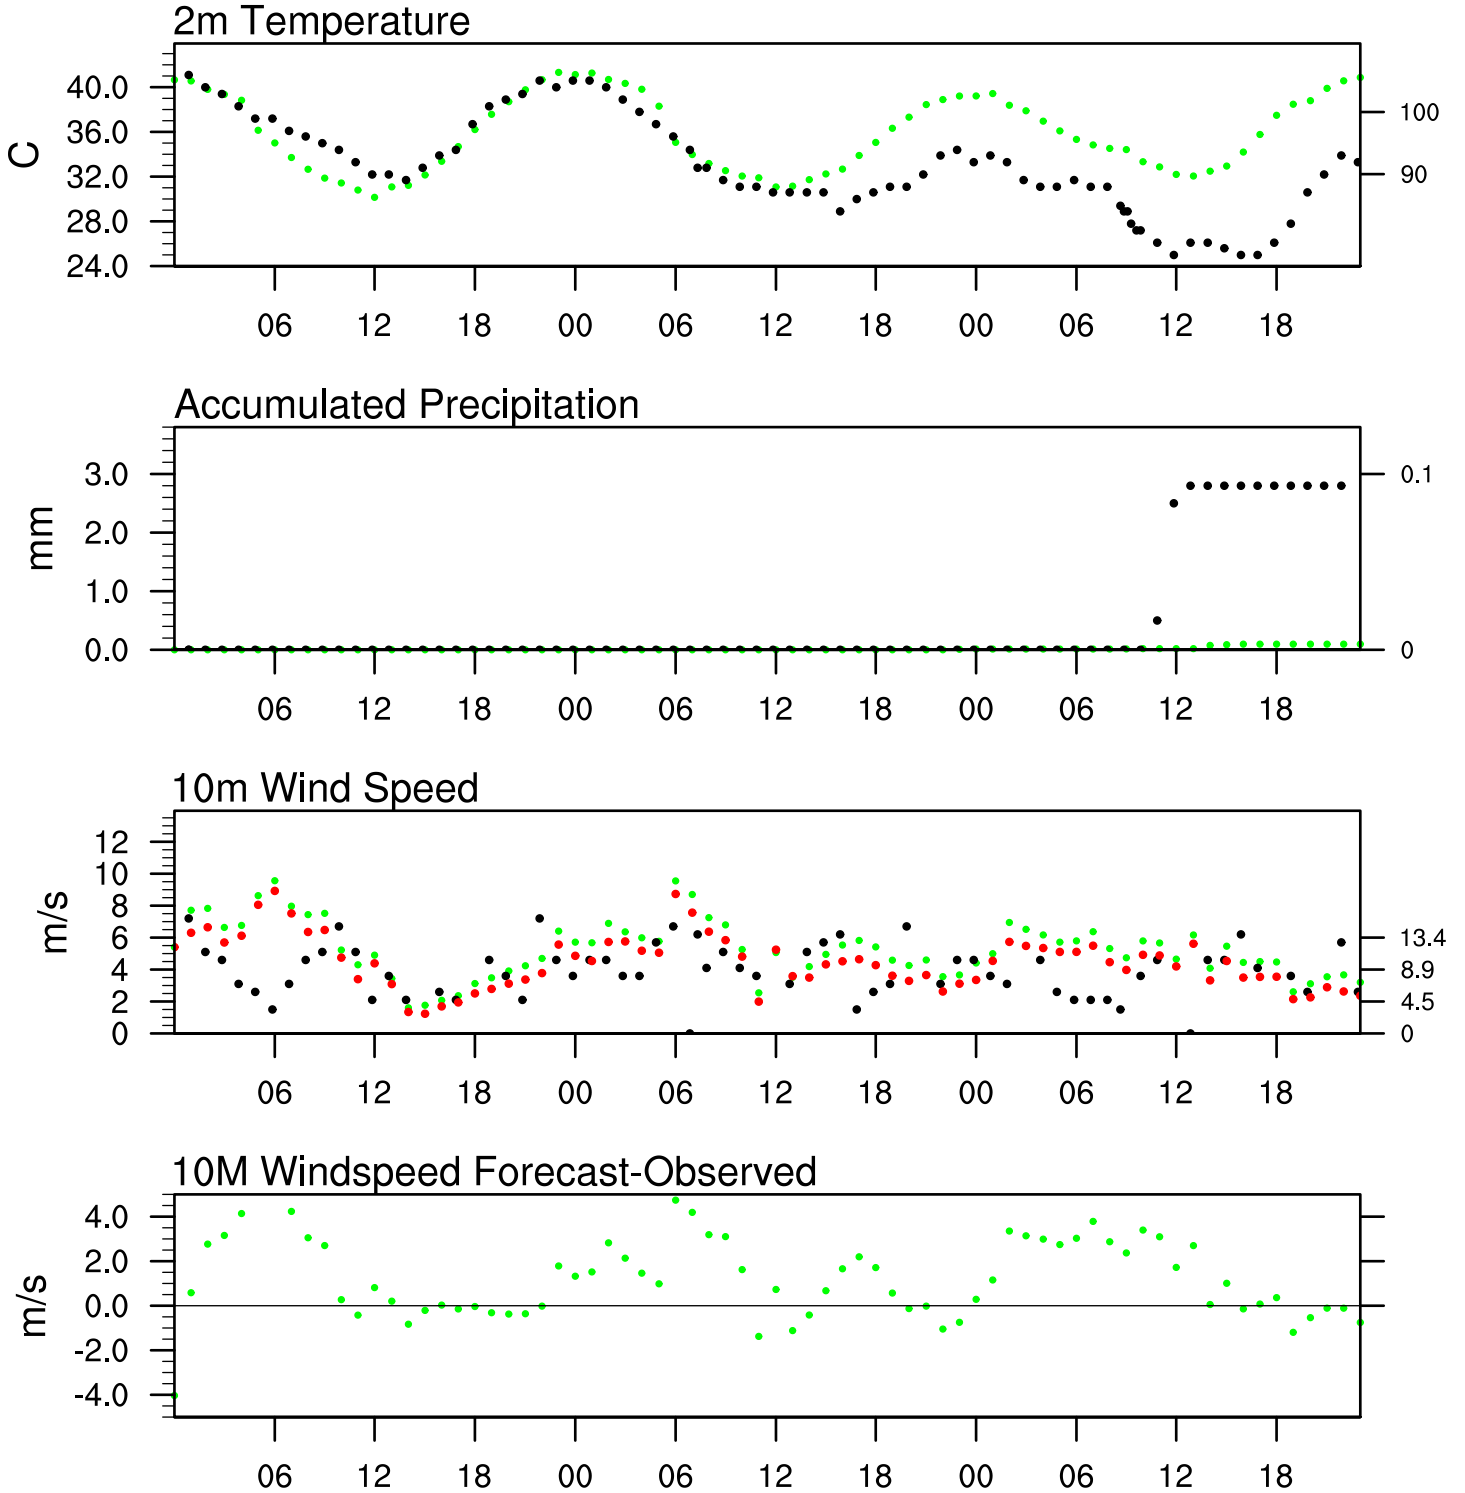 2m Temperature
C
40.0
36.0
32.0
28.0
24.0
100
90
06 12 18 00 06 12 18 00 06 12 18
Accumulated Precipitation
mm
3.0
2.0
1.0
0.0
0.1
0
06 12 18 00 06 12 18 00 06 12 18
10m Wind Speed
m/s
12
10
8
6
4
2
0
13.4
8.9
4.5
0
06 12 18 00 06 12 18 00 06 12 18
10M Windspeed Forecast-Observed
m/s
4.0
2.0
0.0
-2.0
-4.0
06 12 18 00 06 12 18 00 06 12 18